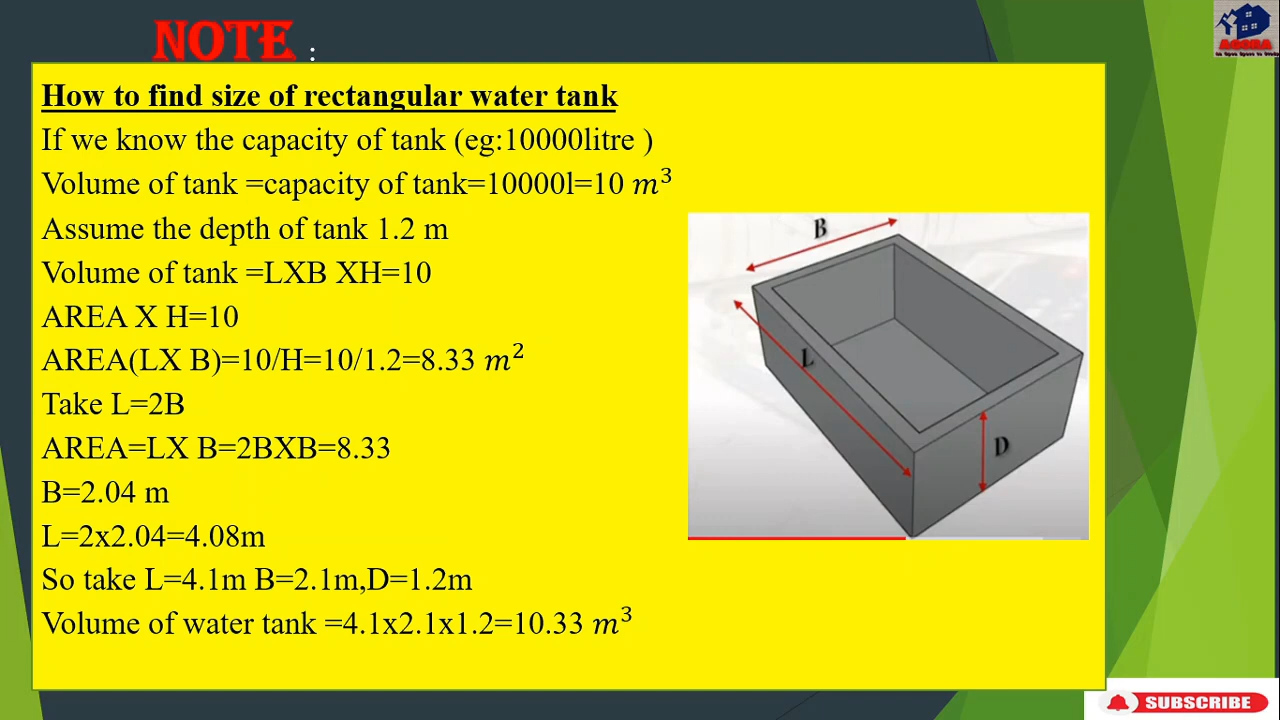 NOTE :
AGORA
How to find size of rectangular water tank
If we know the capacity of tank (eg:10000litre )
Volume of tank =capacity of tank=10000l=10 m³
Assume the depth of tank 1.2 m
Volume of tank =LXB XH=10
AREA X H=10
AREA(LX B)=10/H=10/1.2=8.33 m²
Take L=2B
AREA=LX B=2BXB=8.33
B=2.04 m
L=2x2.04=4.08m
So take L=4.1m B=2.1m,D=1.2m
Volume of water tank =4.1x2.1x1.2=10.33 m³
B
L
D
SUBSCRIBE